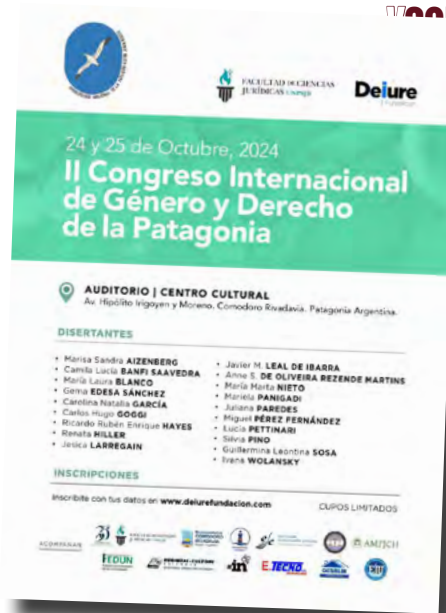 FACULTAD DE CIENCIAS
JURÍDICAS
Deiure
24 y 25 de Octubre, 2024
II Congreso Internacional
de Género y Derecho
de la Patagonia
AUDITORIO | CENTRO CULTURAL
Av. Hipólito Irigoyen y Moreno. Comodoro Rivadavia. Patagonia Argentina.
DISERTANTES
• Marisa Sandra AIZENBERG
• Camila Lucía BANFI SAAVEDRA
• María Laura BLANCO
• Gema EDESA SÁNCHEZ
• Carolina Natalia GARCÍA
• Carlos Hugo GOGGI
• Ricardo Rubén Enrique HAYES
• Renata HILLER
• Jesica LARREGAIN
• Javier M. LEAL DE IBARRA
• Anne S. DE OLIVEIRA REZENDE MARTINS
• María Marta NIETO
• Mariela PANIGADI
• Juliana PAREDES
• Miguel PÉREZ FERNÁNDEZ
• Lucía PETTINARI
• Silvia PINO
• Guillermina Leontina SOSA
• Ivana WOLANSKY
INSCRIPCIONES
Inscribite con tus datos en www.deiurefundacion.com
CUPOS LIMITADOS
ACOMPAÑAN
FEDUN
E.TECNO